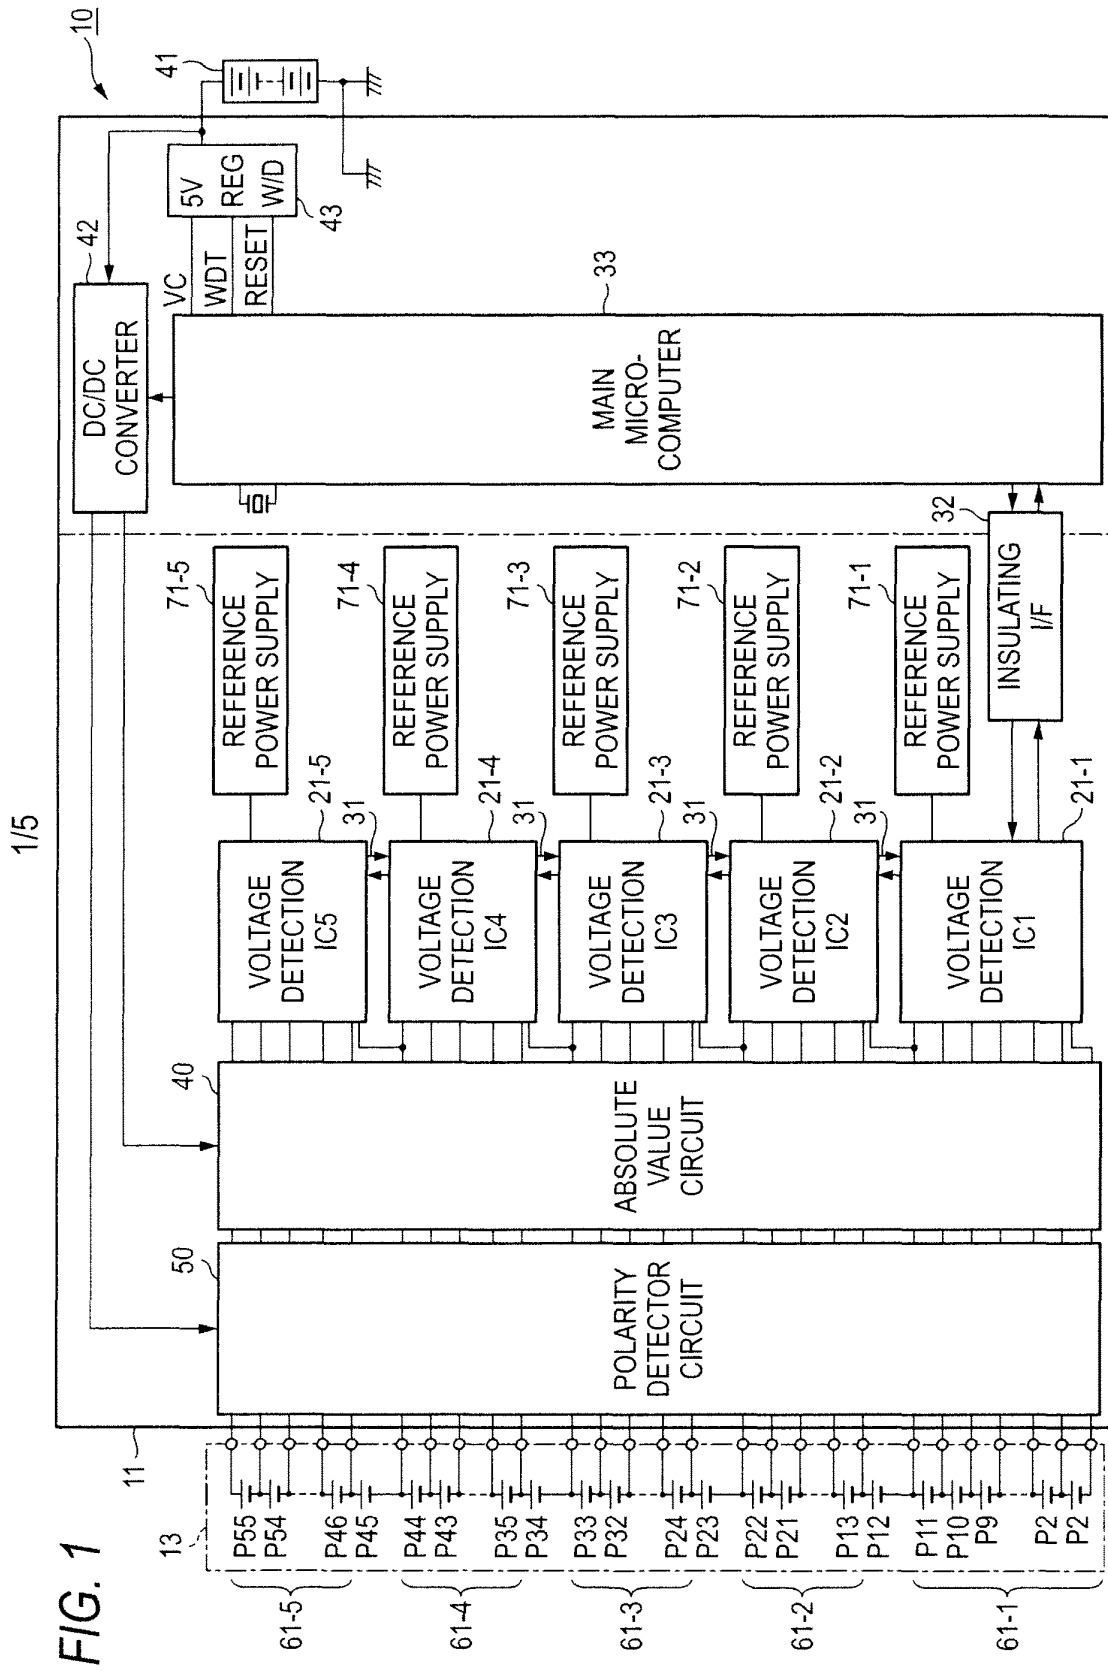 1/5
FIG. 1
10
41
42
43
5V
REG
W/D
VC
WDT
RESET
DC/DC
CONVERTER
33
MAIN
MICRO-
COMPUTER
32
INSULATING
I/F
71-5
REFERENCE
POWER SUPPLY
71-4
REFERENCE
POWER SUPPLY
71-3
REFERENCE
POWER SUPPLY
71-2
REFERENCE
POWER SUPPLY
71-1
REFERENCE
POWER SUPPLY
21-5
VOLTAGE
DETECTION
IC5
31
21-4
VOLTAGE
DETECTION
IC4
31
21-3
VOLTAGE
DETECTION
IC3
31
21-2
VOLTAGE
DETECTION
IC2
31
21-1
VOLTAGE
DETECTION
IC1
40
ABSOLUTE
VALUE
CIRCUIT
50
POLARITY
DETECTOR
CIRCUIT
11
13
P55
P54
P46
P45
P44
P43
P35
P34
P33
P32
P24
P23
P22
P21
P13
P12
P11
P10
P9
P2
P2
61-5
61-4
61-3
61-2
61-1